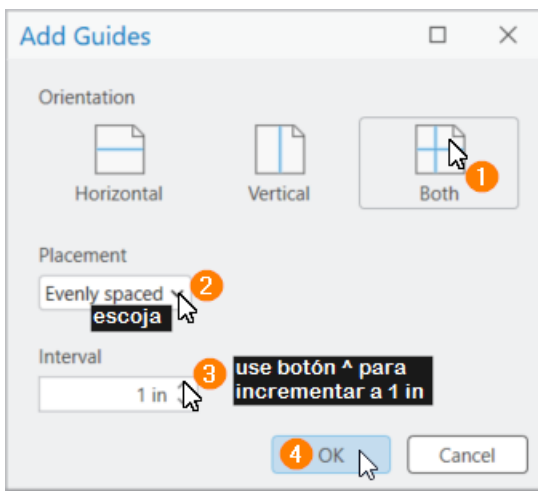 Add Guides
Orientation
Horizontal Vertical Both
1
Placement
Evenly spaced 2
escoja
Interval
1 in 3 use botón ^ para
incrementar a 1 in
4 OK Cancel